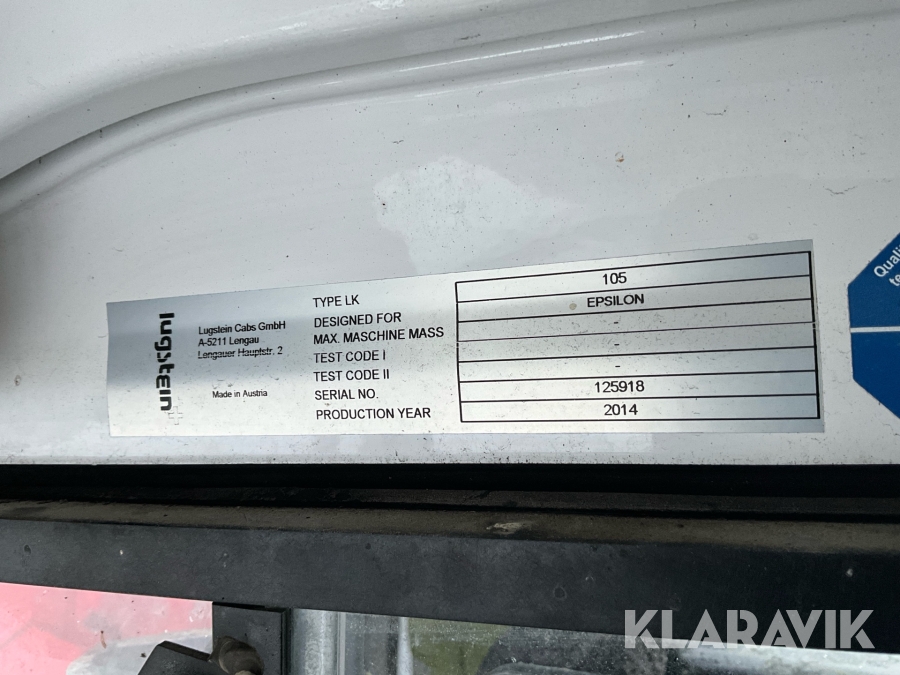 lugstein
Lugstein Cabs GmbH
A-5211 Lengau
Lengauer Hauptstr. 2
Made in Austria
TYPE LK 105
DESIGNED FOR EPSILON
MAX. MASCHINE MASS -
TEST CODE I -
TEST CODE II -
SERIAL NO. 125918
PRODUCTION YEAR 2014
KLARAVIK